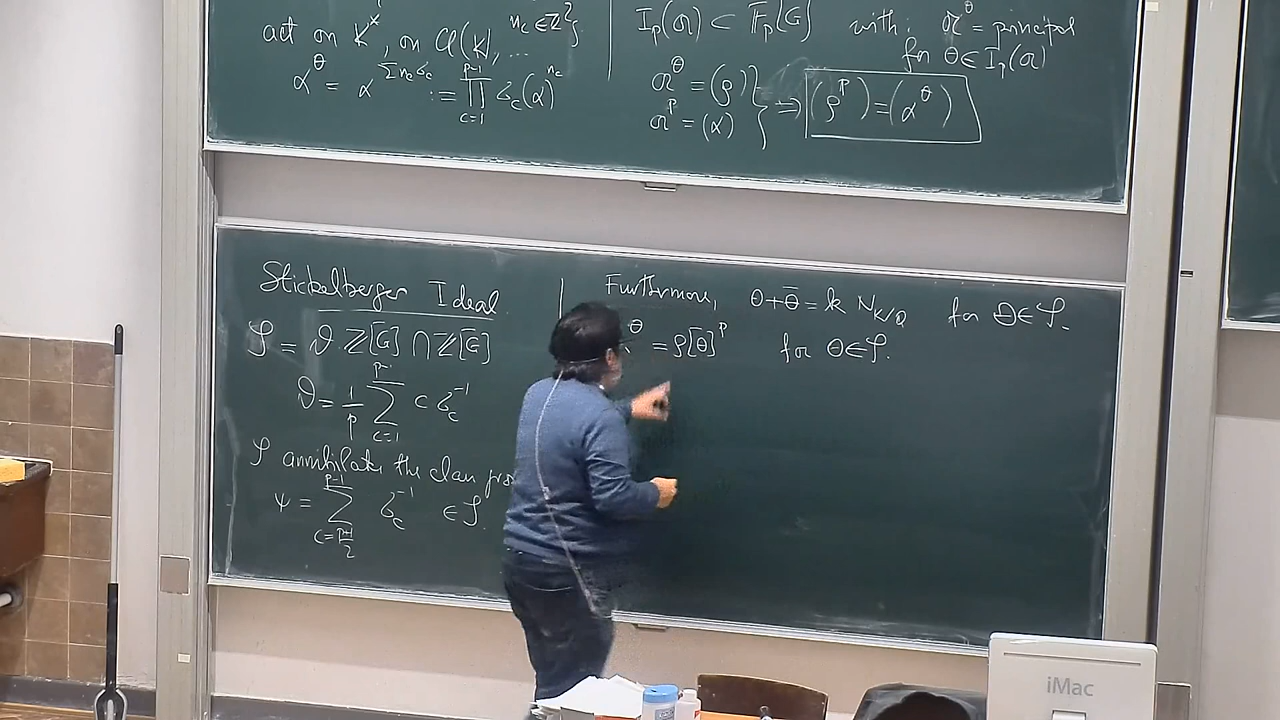 act on K^×, on Cl(K), ...
n_c ∈ ℤ}
α^θ = α^{Σ n_c σ_c} := ∏_{c=1}^{p-1} σ_c(α)^{n_c}
I_p(𝔄) ⊂ 𝔽_p[G] with: 𝔄^θ = principal
for θ ∈ I_p(𝔄)
𝔄^θ = (ρ)
𝔄^p = (α) } ⇒ (ρ^p) = (α^θ)
Stickelberger Ideal
𝒮 = ϑ·ℤ[G] ∩ ℤ[G]
ϑ = 1/p Σ_{c=1}^{p-1} c σ_c^{-1}
𝒮 annihilates the class
ψ = Σ_{c=\frac{p+1}{2}}^{p-1} σ_c^{-1} ∈ 𝒮.
Furthermore, θ + θ̄ = k N_{K/ℚ} for θ ∈ 𝒮.
θ = ρ[θ]^p for θ ∈ 𝒮.
iMac